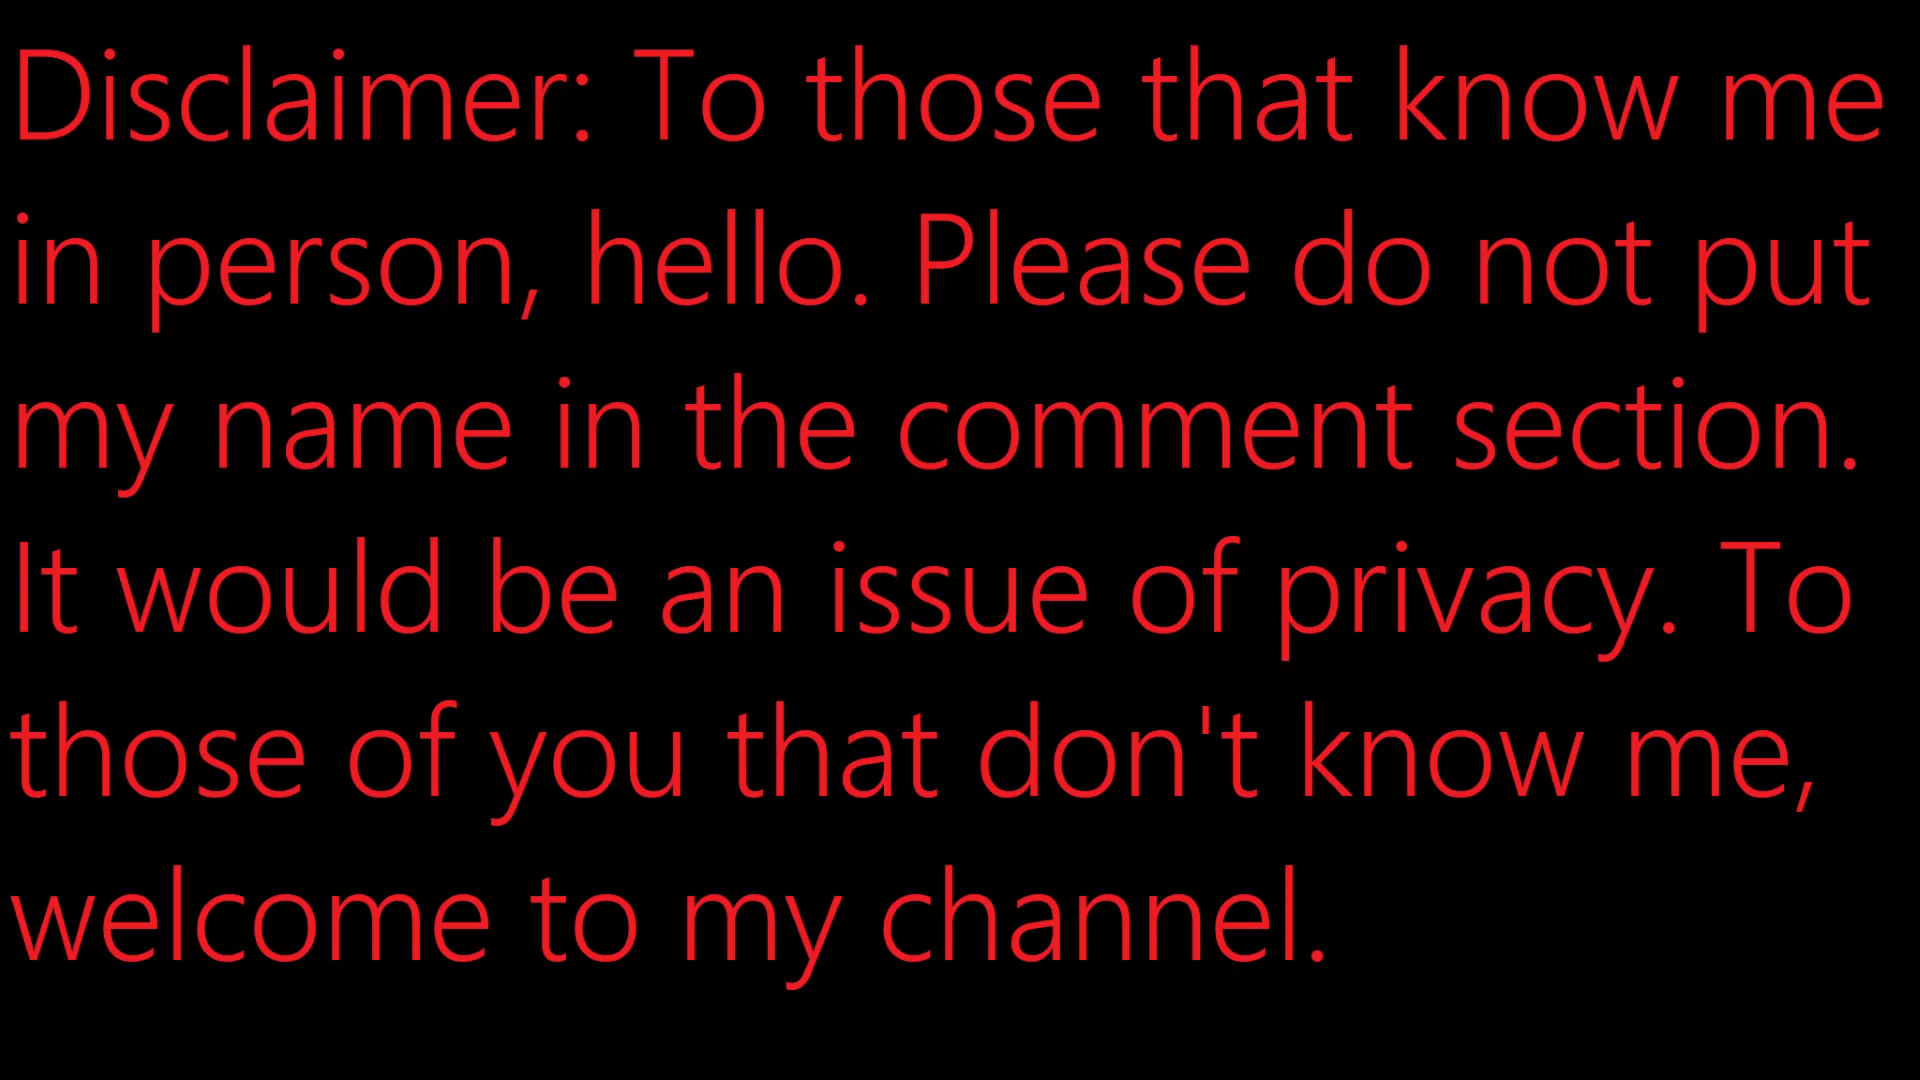 Disclaimer: To those that know me
in person, hello. Please do not put
my name in the comment section.
It would be an issue of privacy. To
those of you that don't know me,
welcome to my channel.